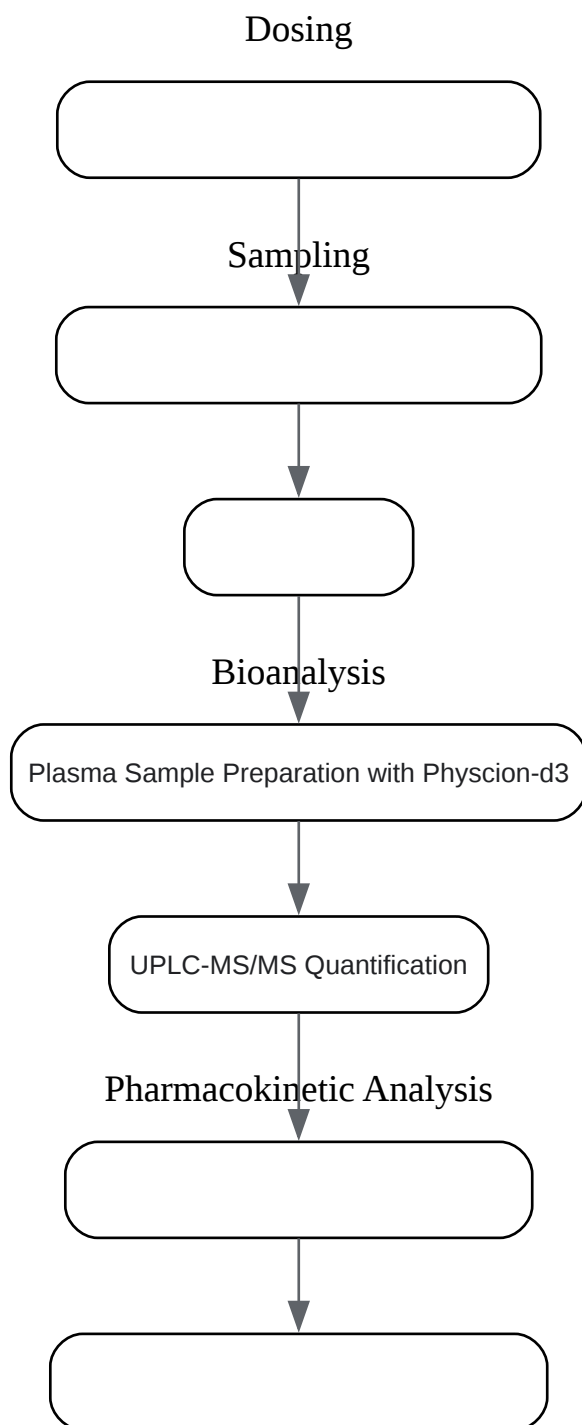 Dosing
Sampling
Bioanalysis
Plasma Sample Preparation with Physcion-d3
UPLC-MS/MS Quantification
Pharmacokinetic Analysis